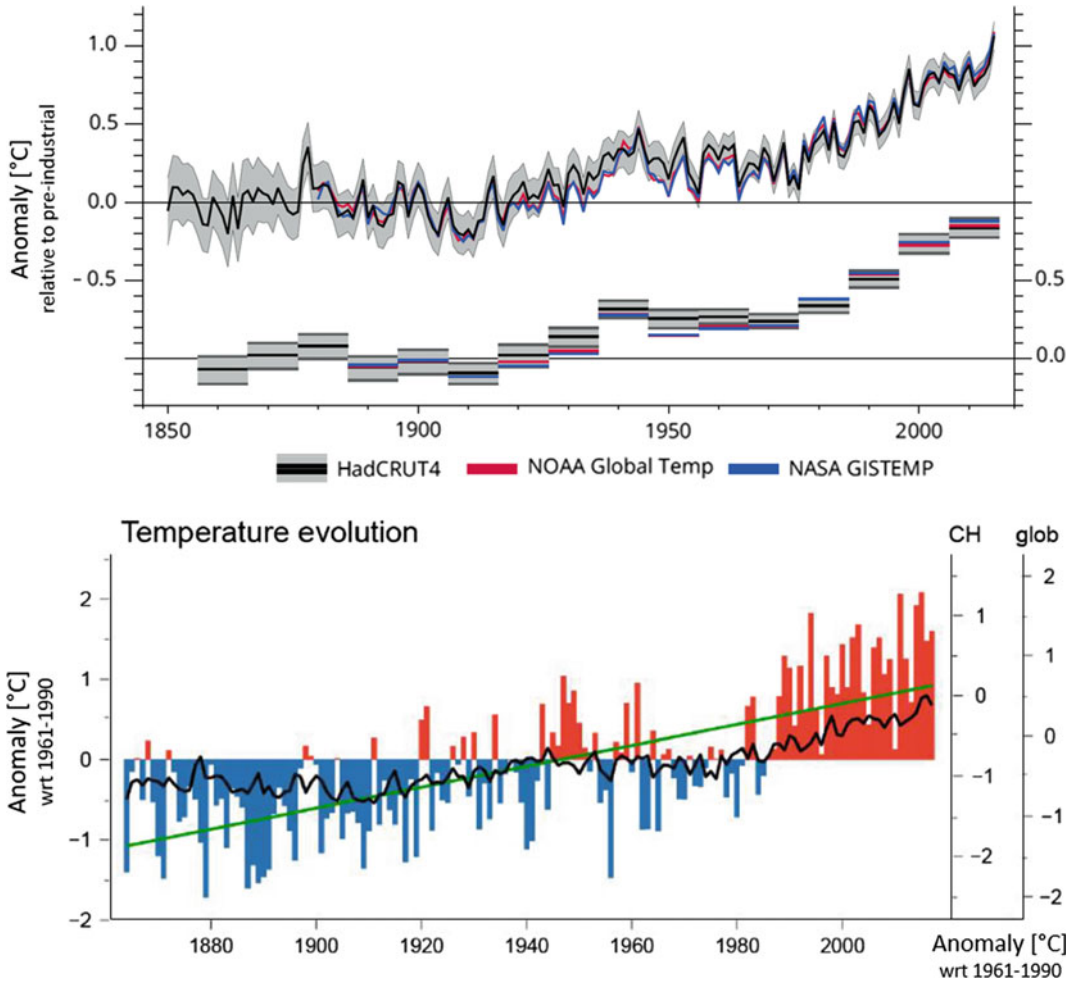 1.0
0.5
0.0
- 0.5
0.5
0.0
Anomaly [°C]
relative to pre-industrial
1850
1900
1950
2000
HadCRUT4
NOAA Global Temp
NASA GISTEMP
Temperature evolution
CH
glob
Anomaly [°C]
wrt 1961-1990
2
1
0
−1
−2
1
0
−1
−2
2
1
0
−1
−2
1880
1900
1920
1940
1960
1980
2000
Anomaly [°C]
wrt 1961-1990